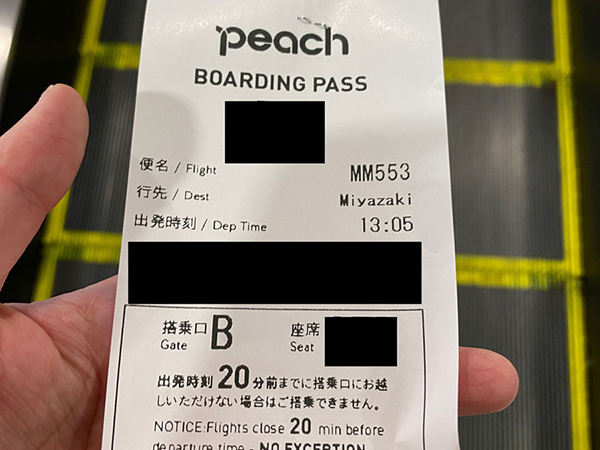 peach
BOARDING PASS
便名 / Flight MM553
行先 / Dest Miyazaki
出発時刻 / Dep Time 13:05
搭乗口 B 座席
Gate Seat
出発時刻 20 分前までに搭乗口にお越
しいただけない場合はご搭乗できません。
NOTICE:Flights close 20 min before
departure time - NO EXCEPTION